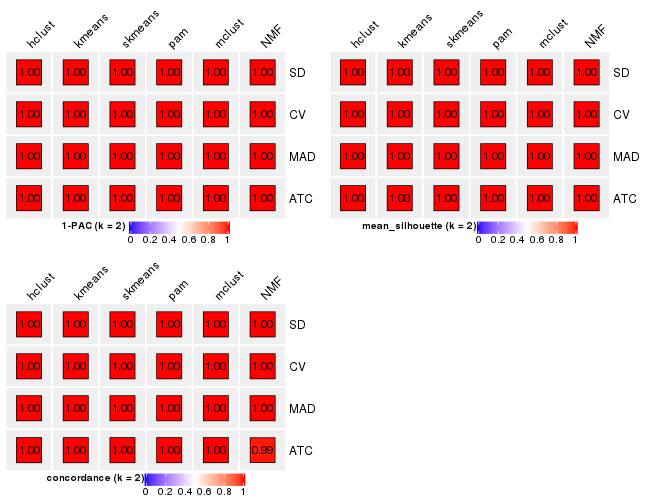 hclust kmeans skmeans pam mclust NMF
1.00 1.00 1.00 1.00 1.00 1.00 SD
1.00 1.00 1.00 1.00 1.00 1.00 CV
1.00 1.00 1.00 1.00 1.00 1.00 MAD
1.00 1.00 1.00 1.00 1.00 1.00 ATC
1-PAC (k = 2)
0 0.2 0.4 0.6 0.8 1
hclust kmeans skmeans pam mclust NMF
1.00 1.00 1.00 1.00 1.00 1.00 SD
1.00 1.00 1.00 1.00 1.00 1.00 CV
1.00 1.00 1.00 1.00 1.00 1.00 MAD
1.00 1.00 1.00 1.00 1.00 1.00 ATC
mean_silhouette (k = 2)
0 0.2 0.4 0.6 0.8 1
hclust kmeans skmeans pam mclust NMF
1.00 1.00 1.00 1.00 1.00 1.00 SD
1.00 1.00 1.00 1.00 1.00 1.00 CV
1.00 1.00 1.00 1.00 1.00 1.00 MAD
1.00 1.00 1.00 1.00 1.00 0.99 ATC
concordance (k = 2)
0 0.2 0.4 0.6 0.8 1